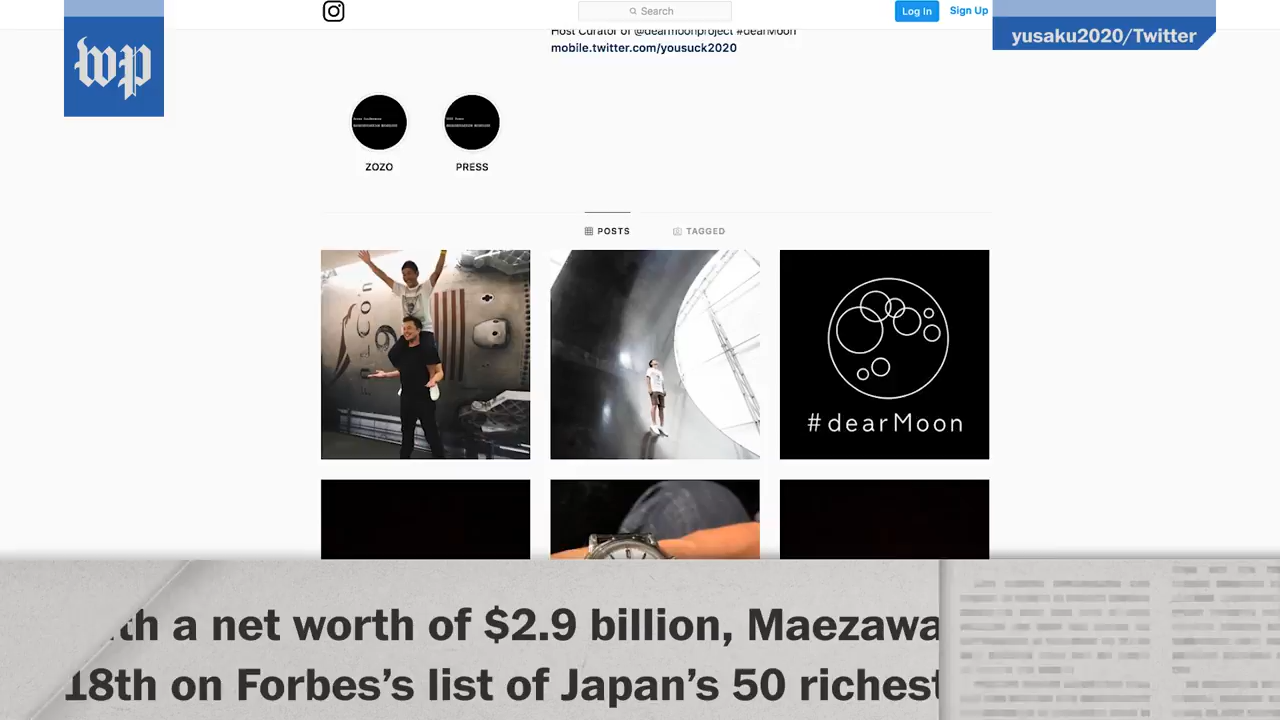 Search
Log In
Sign Up
Host Curator of @dearmoonproject #dearMoon
mobile.twitter.com/yousuck2020
yusaku2020/Twitter
wp
ZOZO
PRESS
POSTS
TAGGED
#dearMoon
th a net worth of $2.9 billion, Maezawa
18th on Forbes's list of Japan's 50 richest